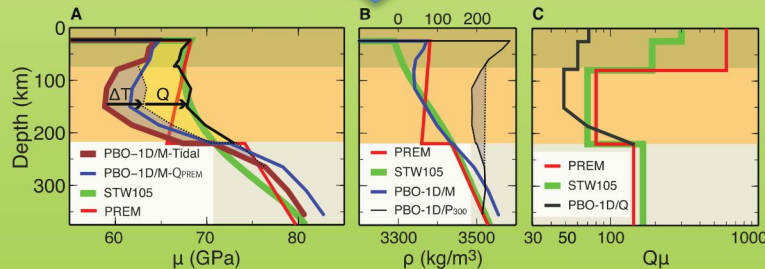 A
B
C
0
100
200
300
Depth (km)
ΔT
Q
PBO-1D/M-Tidal
PBO-1D/M-QPREM
STW105
PREM
60
70
80
μ (GPa)
0
100
200
PREM
STW105
PBO-1D/M
PBO-1D/P300
3300
3500
ρ (kg/m³)
PREM
STW105
PBO-1D/Q
30
50
100
1000
Qμ